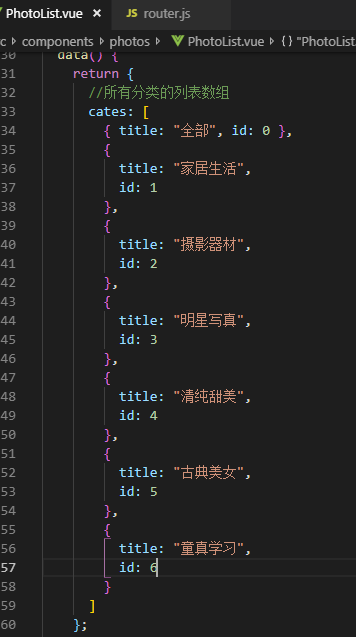 PhotoList.vue × JS router.js
rc > components > photos > PhotoList.vue > {} "PhotoList
30 data() {
31 return {
32 //所有分类的列表数组
33 cates: [
34 { title: "全部", id: 0 },
35 {
36 title: "家居生活",
37 id: 1
38 },
39 {
40 title: "摄影器材",
41 id: 2
42 },
43 {
44 title: "明星写真",
45 id: 3
46 },
47 {
48 title: "清纯甜美",
49 id: 4
50 },
51 {
52 title: "古典美女",
53 id: 5
54 },
55 {
56 title: "童真学习",
57 id: 6
58 }
59 ]
60 };